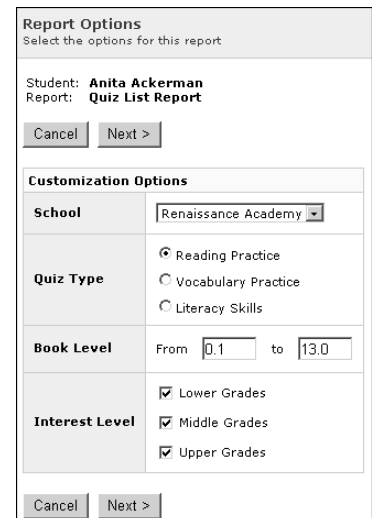 Report Options
Select the options for this report
Student: Anita Ackerman
Report: Quiz List Report
Cancel Next >
Customization Options
School Renaissance Academy
Quiz Type
Reading Practice
Vocabulary Practice
Literacy Skills
Book Level From 0.1 to 13.0
Interest Level
Lower Grades
Middle Grades
Upper Grades
Cancel Next >